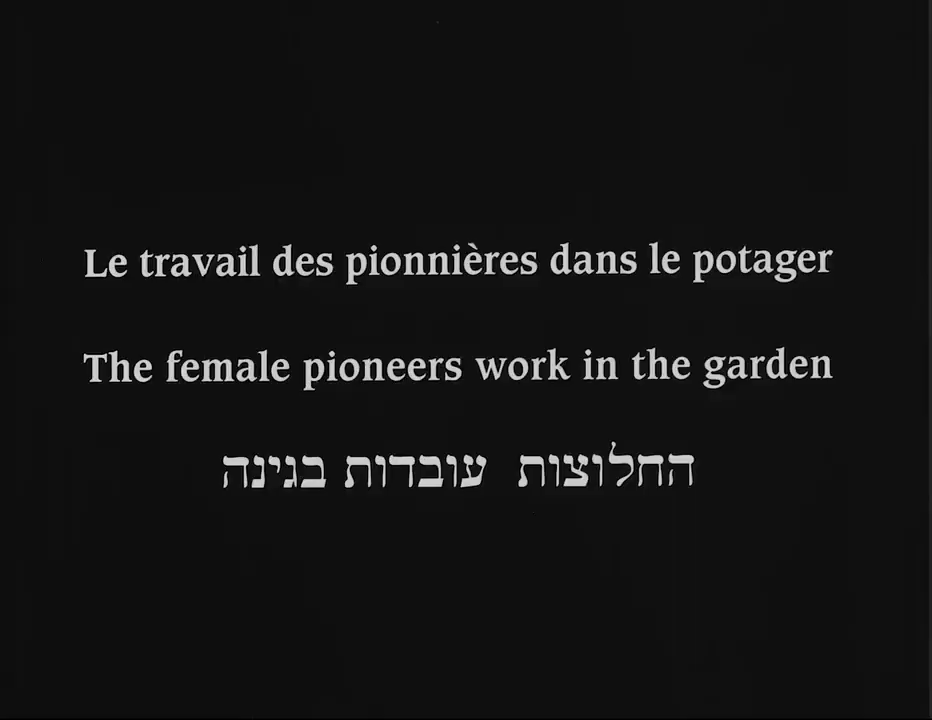 Le travail des pionnières dans le potager
The female pioneers work in the garden
החלוצות עובדות בגינה